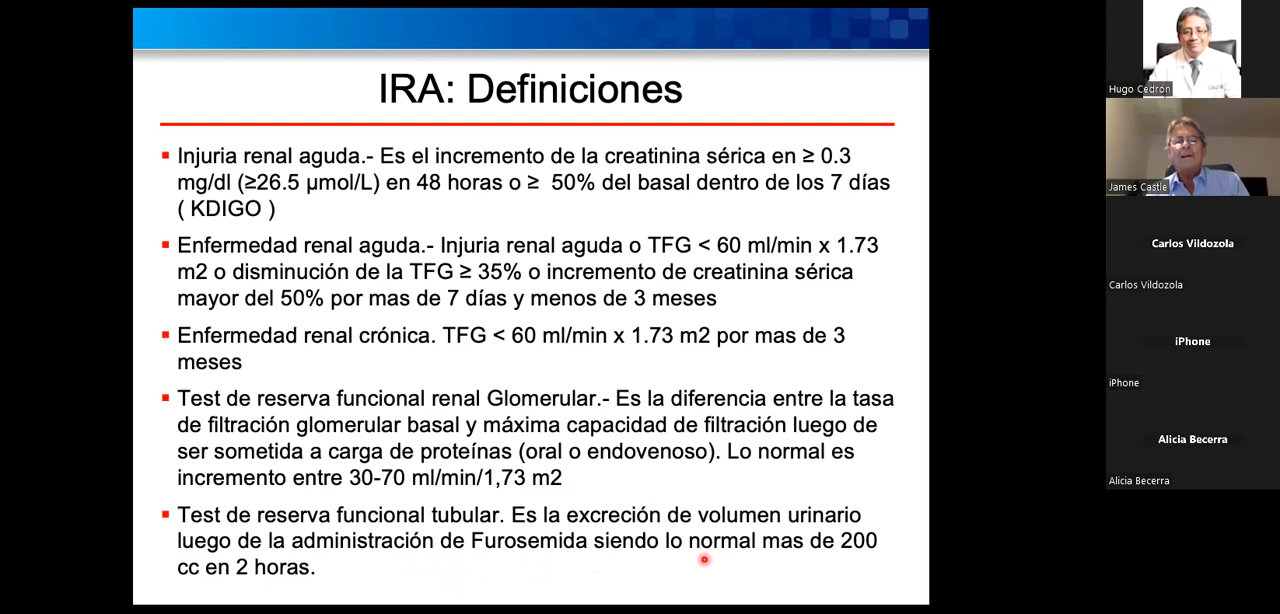 IRA: Definiciones
Injuria renal aguda.- Es el incremento de la creatinina sérica en ≥ 0.3
mg/dl (≥26.5 μmol/L) en 48 horas o ≥ 50% del basal dentro de los 7 días
( KDIGO )
Enfermedad renal aguda.- Injuria renal aguda o TFG < 60 ml/min x 1.73
m2 o disminución de la TFG ≥ 35% o incremento de creatinina sérica
mayor del 50% por mas de 7 días y menos de 3 meses
Enfermedad renal crónica. TFG < 60 ml/min x 1.73 m2 por mas de 3
meses
Test de reserva funcional renal Glomerular.- Es la diferencia entre la tasa
de filtración glomerular basal y máxima capacidad de filtración luego de
ser sometida a carga de proteínas (oral o endovenoso). Lo normal es
incremento entre 30-70 ml/min/1,73 m2
Test de reserva funcional tubular. Es la excreción de volumen urinario
luego de la administración de Furosemida siendo lo normal mas de 200
cc en 2 horas.
Hugo Cedrón
James Castle
Carlos Vildozola
Carlos Vildozola
iPhone
iPhone
Alicia Becerra
Alicia Becerra